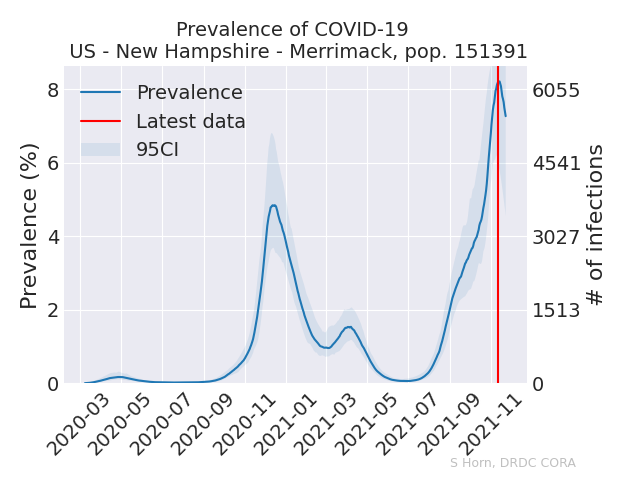 Prevalence of COVID-19
US - New Hampshire - Merrimack, pop. 151391
Prevalence
Latest data
95CI
Prevalence (%)
8
6
4
2
0
6055
4541
3027
1513
0
# of infections
2020-03
2020-05
2020-07
2020-09
2020-11
2021-01
2021-03
2021-05
2021-07
2021-09
2021-11
S Horn, DRDC CORA